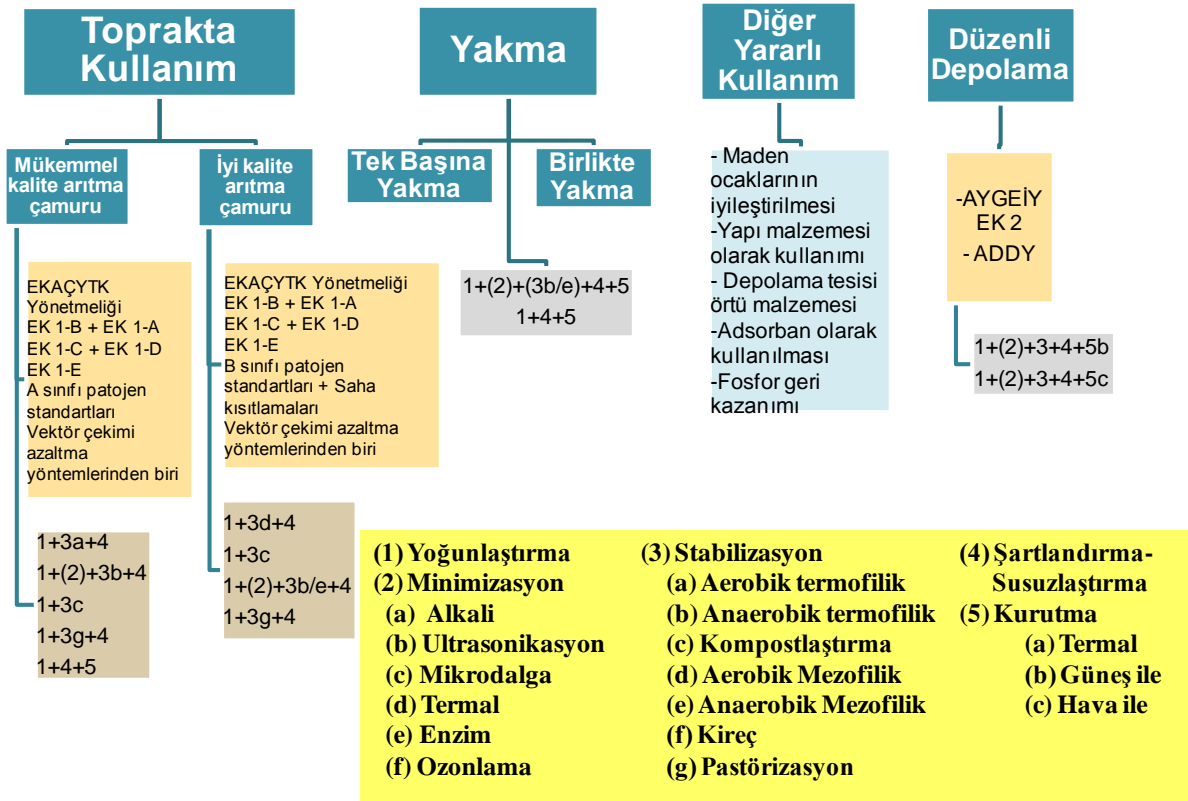 Toprakta
Kullanım
Mükemmel
kalite arıtma
çamuru
EKAÇYTK
Yönetmeliği
EK 1-B + EK 1-A
EK 1-C + EK 1-D
EK 1-E
A sınıfı patojen
standartları
Vektör çekimi
azaltma
yöntemlerinden biri
1+3a+4
1+(2)+3b+4
1+3c
1+3g+4
1+4+5
İyi kalite
arıtma
çamuru
EKAÇYTK Yönetmeliği
EK 1-B + EK 1-A
EK 1-C + EK 1-D
EK 1-E
B sınıfı patojen
standartları + Saha
kısıtlamaları
Vektör çekimi azaltma
yöntemlerinden biri
1+3d+4
1+3c
1+(2)+3b/e+4
1+3g+4
Yakma
Tek Başına
Yakma
Birlikte
Yakma
1+(2)+(3b/e)+4+5
1+4+5
Diğer
Yararlı
Kullanım
- Maden
ocaklarının
iyileştirilmesi
-Yapı malzemesi
olarak kullanımı
- Depolama tesisi
örtü malzemesi
-Adsorban olarak
kullanılması
-Fosfor geri
kazanımı
Düzenli
Depolama
-AYGEİY
EK 2
- ADDY
1+(2)+3+4+5b
1+(2)+3+4+5c
(1) Yoğunlaştırma
(2) Minimizasyon
(a) Alkali
(b) Ultrasonikasyon
(c) Mikrodalga
(d) Termal
(e) Enzim
(f) Ozonlama
(3) Stabilizasyon
(a) Aerobik termofilik
(b) Anaerobik termofilik
(c) Kompostlaştırma
(d) Aerobik Mezofilik
(e) Anaerobik Mezofilik
(f) Kireç
(g) Pastörizasyon
(4) Şartlandırma-
Susuzlaştırma
(5) Kurutma
(a) Termal
(b) Güneş ile
(c) Hava ile